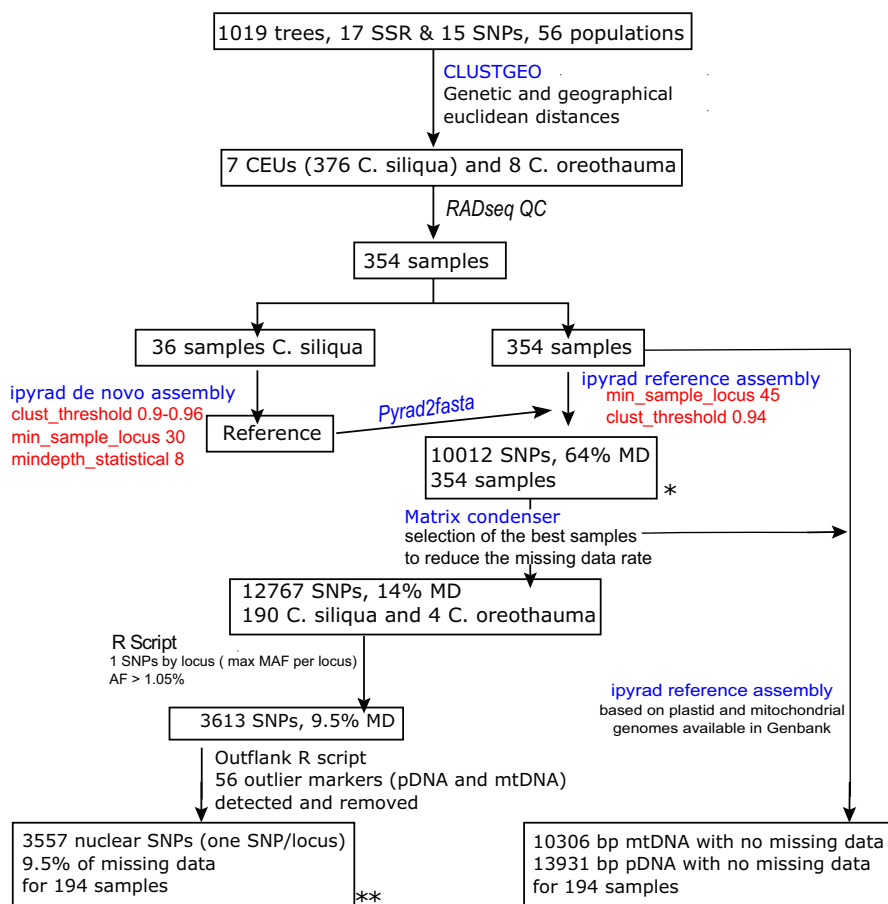 1019 trees, 17 SSR & 15 SNPs, 56 populations
CLUSTGEO
Genetic and geographical
euclidean distances
7 CEUs (376 C. siliqua) and 8 C. oreothauma
RADseq QC
354 samples
36 samples C. siliqua
354 samples
ipyrad de novo assembly
clust_threshold 0.9-0.96
min_sample_locus 30
mindepth_statistical 8
Reference
Pyrad2fasta
ipyrad reference assembly
min_sample_locus 45
clust_threshold 0.94
10012 SNPs, 64% MD
354 samples
*
Matrix condenser
selection of the best samples
to reduce the missing data rate
12767 SNPs, 14% MD
190 C. siliqua and 4 C. oreothauma
R Script
1 SNPs by locus ( max MAF per locus)
AF > 1.05%
ipyrad reference assembly
based on plastid and mitochondrial
genomes available in Genbank
3613 SNPs, 9.5% MD
Outflank R script
56 outlier markers (pDNA and mtDNA)
detected and removed
3557 nuclear SNPs (one SNP/locus)
9.5% of missing data
for 194 samples
**
10306 bp mtDNA with no missing data
13931 bp pDNA with no missing data
for 194 samples